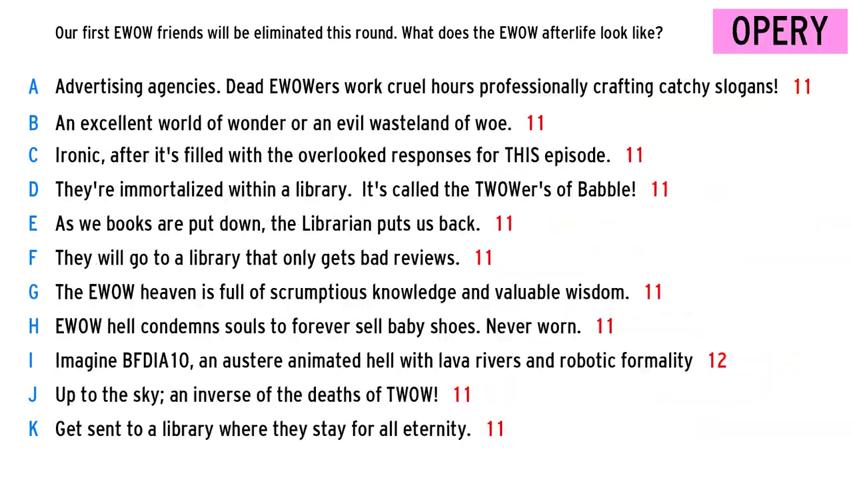 Our first EWOW friends will be eliminated this round. What does the EWOW afterlife look like?
OPERY
A Advertising agencies. Dead EWOWers work cruel hours professionally crafting catchy slogans! 11
B An excellent world of wonder or an evil wasteland of woe. 11
C Ironic, after it's filled with the overlooked responses for THIS episode. 11
D They're immortalized within a library. It's called the TWOWer's of Babble! 11
E As we books are put down, the Librarian puts us back. 11
F They will go to a library that only gets bad reviews. 11
G The EWOW heaven is full of scrumptious knowledge and valuable wisdom. 11
H EWOW hell condemns souls to forever sell baby shoes. Never worn. 11
I Imagine BFDIA10, an austere animated hell with lava rivers and robotic formality 12
J Up to the sky; an inverse of the deaths of TWOW! 11
K Get sent to a library where they stay for all eternity. 11